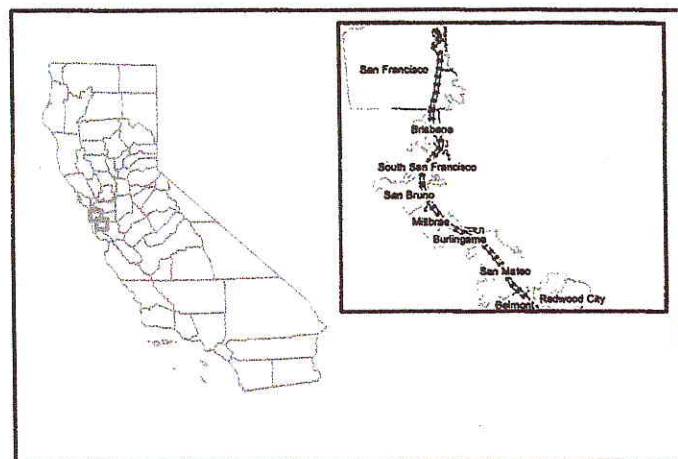 San Francisco
Brisbane
South San Francisco
San Bruno
Millbrae
Burlingame
San Mateo
Redwood City
Belmont